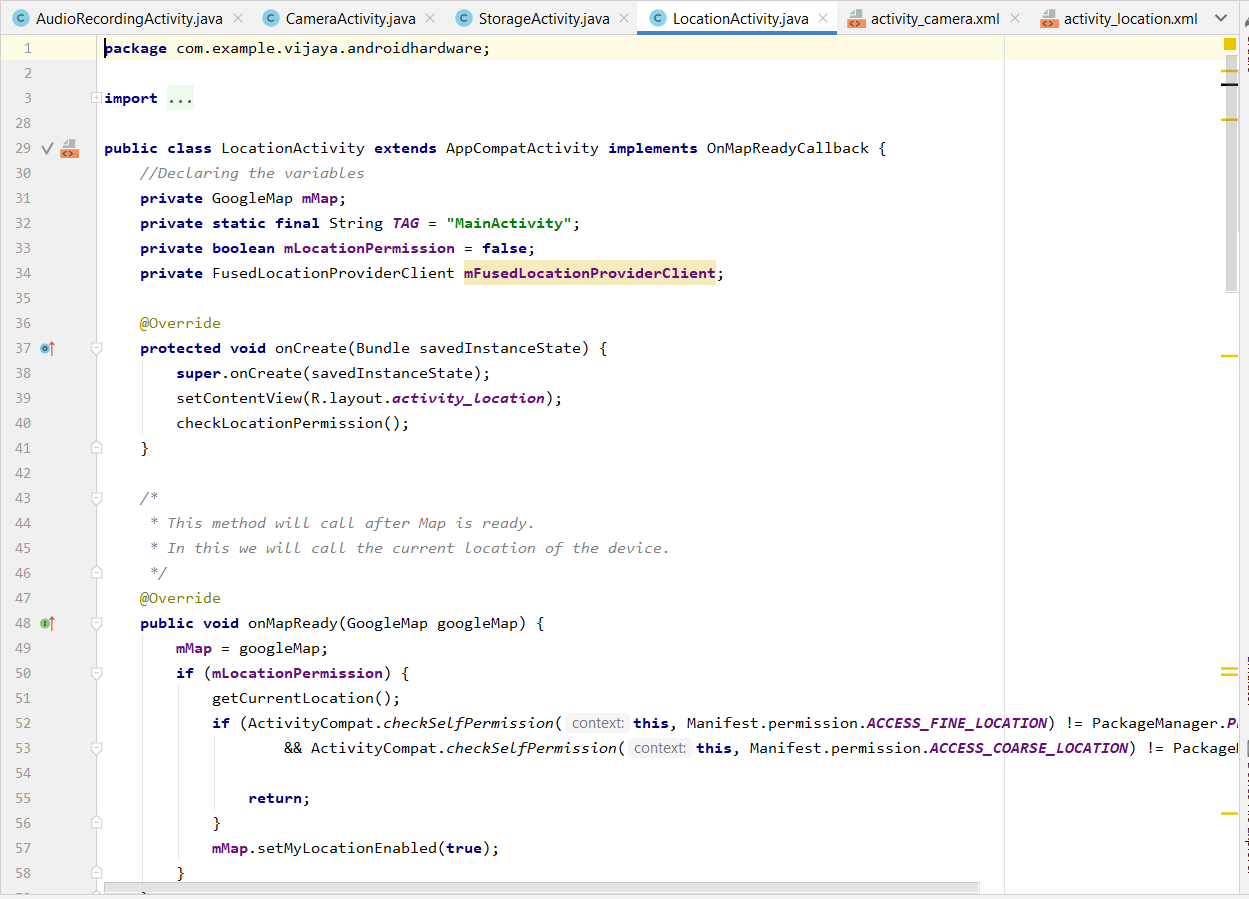 AudioRecordingActivity.java CameraActivity.java StorageActivity.java LocationActivity.java activity_camera.xml activity_location.xml
1 package com.example.vijaya.androidhardware;
2
3 import ...
28
29 public class LocationActivity extends AppCompatActivity implements OnMapReadyCallback {
30 //Declaring the variables
31 private GoogleMap mMap;
32 private static final String TAG = "MainActivity";
33 private boolean mLocationPermission = false;
34 private FusedLocationProviderClient mFusedLocationProviderClient;
35
36 @Override
37 protected void onCreate(Bundle savedInstanceState) {
38 super.onCreate(savedInstanceState);
39 setContentView(R.layout.activity_location);
40 checkLocationPermission();
41 }
42
43 /*
44 * This method will call after Map is ready.
45 * In this we will call the current location of the device.
46 */
47 @Override
48 public void onMapReady(GoogleMap googleMap) {
49 mMap = googleMap;
50 if (mLocationPermission) {
51 getCurrentLocation();
52 if (ActivityCompat.checkSelfPermission( context: this, Manifest.permission.ACCESS_FINE_LOCATION) != PackageManager.
53 && ActivityCompat.checkSelfPermission( context: this, Manifest.permission.ACCESS_COARSE_LOCATION) !=
54
55 return;
56 }
57 mMap.setMyLocationEnabled(true);
58 }